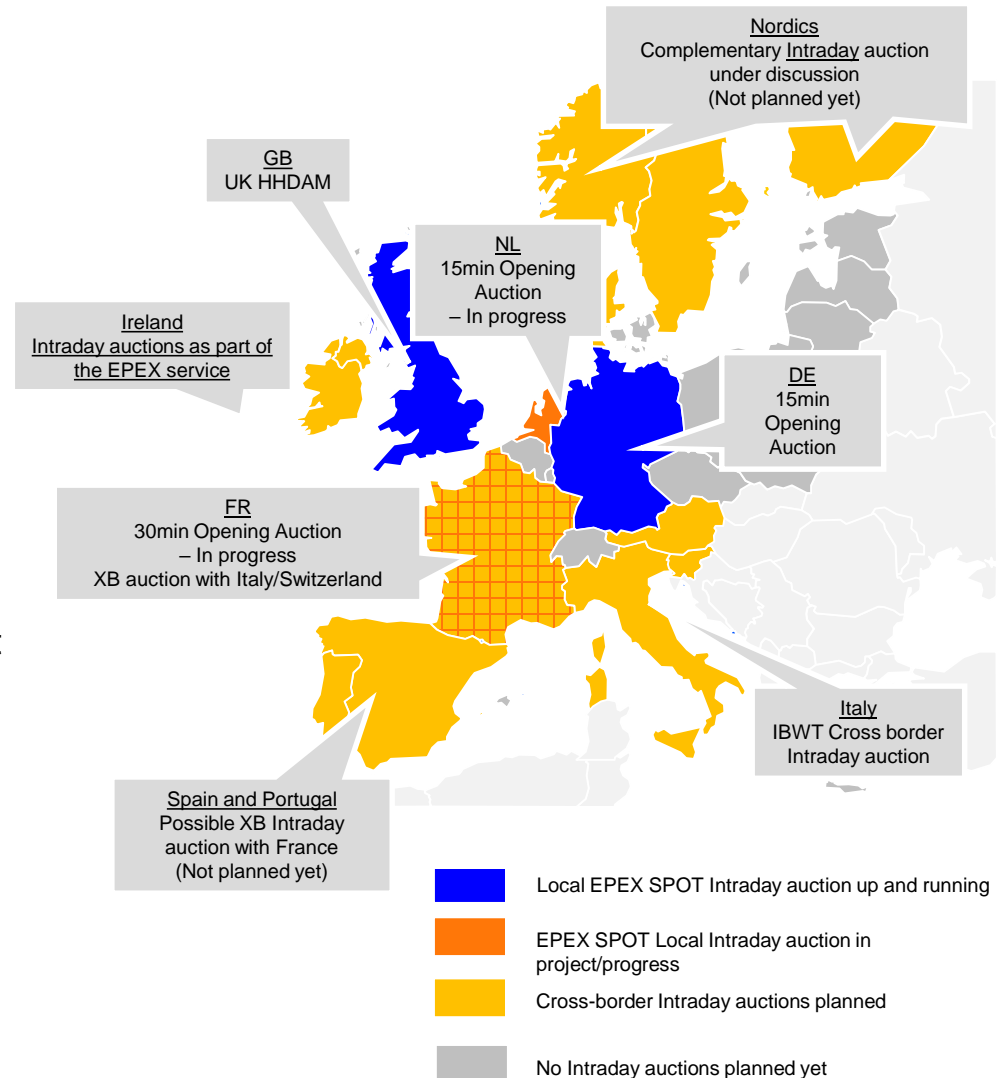 Nordics
Complementary Intraday auction
under discussion
(Not planned yet)
GB
UK HHDAM
NL
15min Opening
Auction
– In progress
Ireland
Intraday auctions as part of
the EPEX service
DE
15min
Opening
Auction
FR
30min Opening Auction
– In progress
XB auction with Italy/Switzerland
Italy
IBWT Cross border
Intraday auction
Spain and Portugal
Possible XB Intraday
auction with France
(Not planned yet)
Local EPEX SPOT Intraday auction up and running
EPEX SPOT Local Intraday auction in
project/progress
Cross-border Intraday auctions planned
No Intraday auctions planned yet